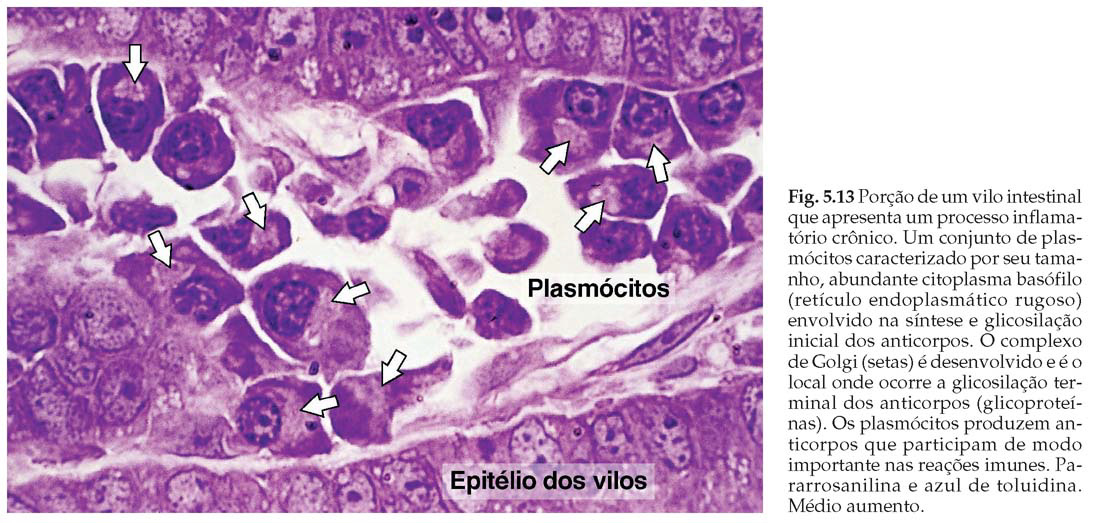 Plasmócitos
Epitélio dos vilos
Fig. 5.13 Porção de um vilo intestinal
que apresenta um processo inflama-
tório crônico. Um conjunto de plas-
mócitos caracterizado por seu tama-
nho, abundante citoplasma basófilo
(retículo endoplasmático rugoso)
envolvido na síntese e glicosilação
inicial dos anticorpos. O complexo
de Golgi (setas) é desenvolvido e é o
local onde ocorre a glicosilação ter-
minal dos anticorpos (glicoproteí-
nas). Os plasmócitos produzem an-
ticorpos que participam de modo
importante nas reações imunes. Pa-
rarrosanilina e azul de toluidina.
Médio aumento.